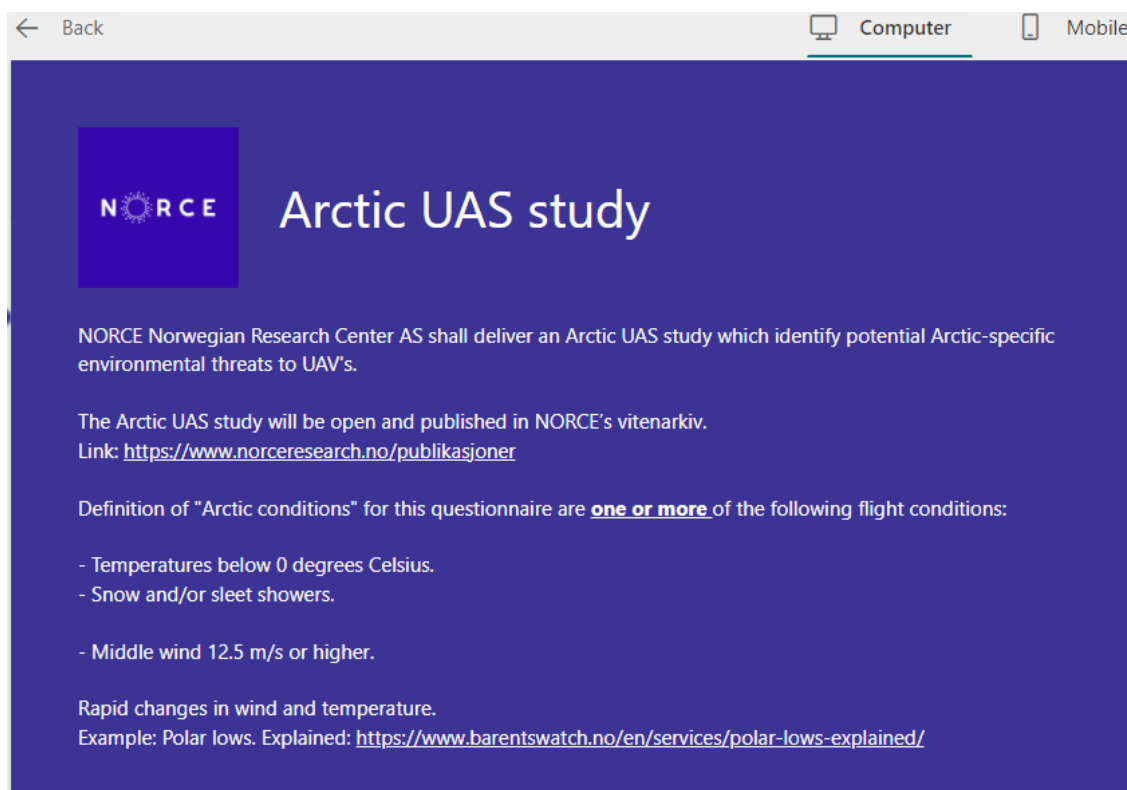 Back
Computer
Mobile
NORCE
Arctic UAS study
NORCE Norwegian Research Center AS shall deliver an Arctic UAS study which identify potential Arctic-specific
environmental threats to UAV's.
The Arctic UAS study will be open and published in NORCE’s vitenarkiv.
Link: https://www.norceresearch.no/publikasjoner
Definition of "Arctic conditions" for this questionnaire are one or more of the following flight conditions:
- Temperatures below 0 degrees Celsius.
- Snow and/or sleet showers.
- Middle wind 12.5 m/s or higher.
Rapid changes in wind and temperature.
Example: Polar lows. Explained: https://www.barentswatch.no/en/services/polar-lows-explained/